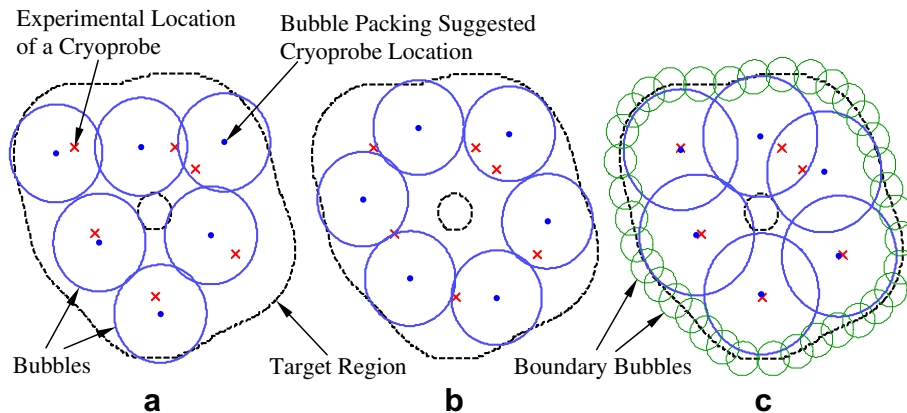 Experimental Location
of a Cryoprobe
Bubble Packing Suggested
Cryoprobe Location
Bubbles
Target Region
Boundary Bubbles
a
b
c